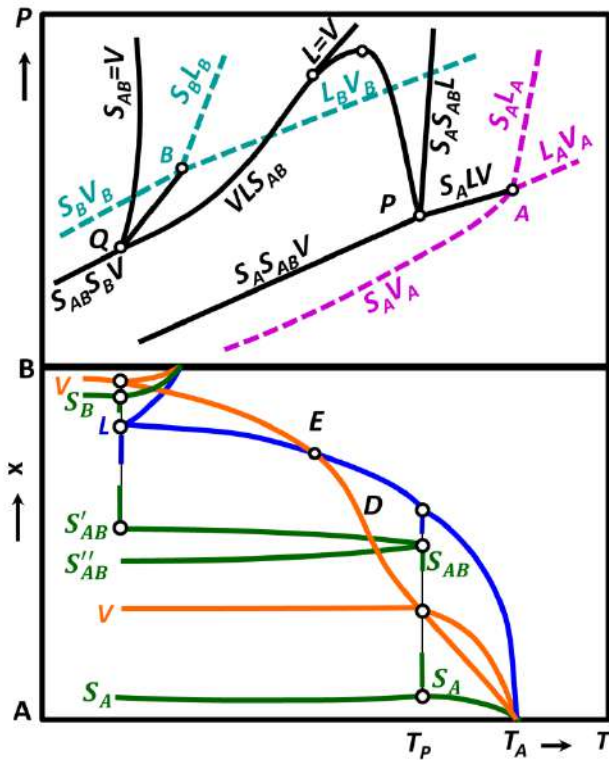 P
S_AB=V
S_BL_B
L=V
L_BV_B
S_AS_ABL
S_AL_A
L_AV_A
B
S_BV_B
VLS_AB
S_ALV
P
A
Q
S_ABS_BV
S_AS_ABV
S_AV_A
B
V
S_B
L
E
x
D
S'_AB
S''_AB
S_AB
V
S_A
S_A
A
T_P
T_A
T